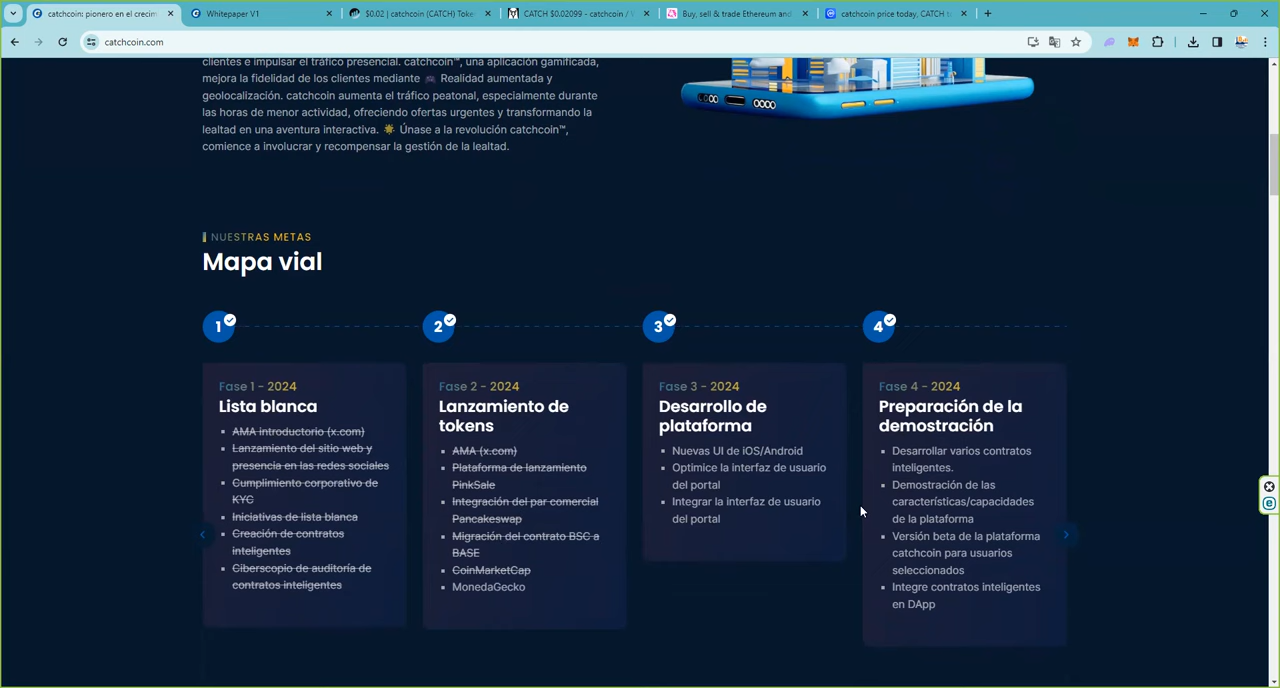 catchcoin: pionero en el crecim
Whitepaper V1
$0.02 | catchcoin (CATCH) Toke
CATCH $0.02099 - catchcoin / V
Buy, sell & trade Ethereum and
catchcoin price today, CATCH t
catchcoin.com
clientes e impulsar el tráfico presencial. catchcoin™, una aplicación gamificada,
mejora la fidelidad de los clientes mediante 🎮 Realidad aumentada y
geolocalización. catchcoin aumenta el tráfico peatonal, especialmente durante
las horas de menor actividad, ofreciendo ofertas urgentes y transformando la
lealtad en una aventura interactiva. 🌟 Únase a la revolución catchcoin™,
comience a involucrar y recompensar la gestión de la lealtad.
NUESTRAS METAS
Mapa vial
1
2
3
4
Fase 1 - 2024
Lista blanca
AMA introductorio (x.com)
Lanzamiento del sitio web y
presencia en las redes sociales
Cumplimiento corporativo de
KYC
Iniciativas de lista blanca
Creación de contratos
inteligentes
Ciberscopio de auditoría de
contratos inteligentes
Fase 2 - 2024
Lanzamiento de
tokens
AMA (x.com)
Plataforma de lanzamiento
PinkSale
Integración del par comercial
Pancakeswap
Migración del contrato BSC a
BASE
CoinMarketCap
MonedaGecko
Fase 3 - 2024
Desarrollo de
plataforma
Nuevas UI de iOS/Android
Optimice la interfaz de usuario
del portal
Integrar la interfaz de usuario
del portal
Fase 4 - 2024
Preparación de la
demostración
Desarrollar varios contratos
inteligentes.
Demostración de las
características/capacidades
de la plataforma
Versión beta de la plataforma
catchcoin para usuarios
seleccionados
Integre contratos inteligentes
en DApp